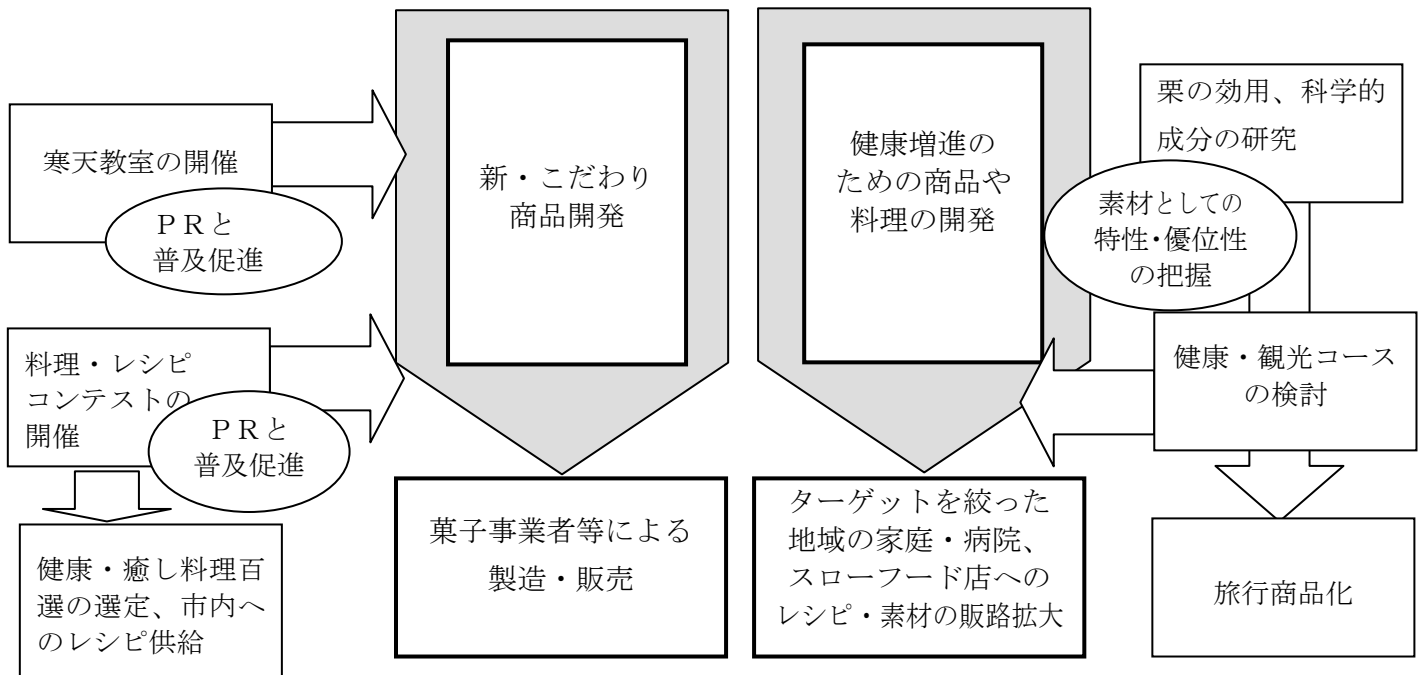 寒天教室の開催
ＰＲと
普及促進
料理・レシピ
コンテストの
開催
ＰＲと
普及促進
健康・癒し料理百
選の選定、市内へ
のレシピ供給
新・こだわり
商品開発
菓子事業者等による
製造・販売
健康増進の
ための商品や
料理の開発
ターゲットを絞った
地域の家庭・病院、
スローフード店への
レシピ・素材の販路拡大
栗の効用、科学的
成分の研究
素材としての
特性・優位性
の把握
健康・観光コース
の検討
旅行商品化